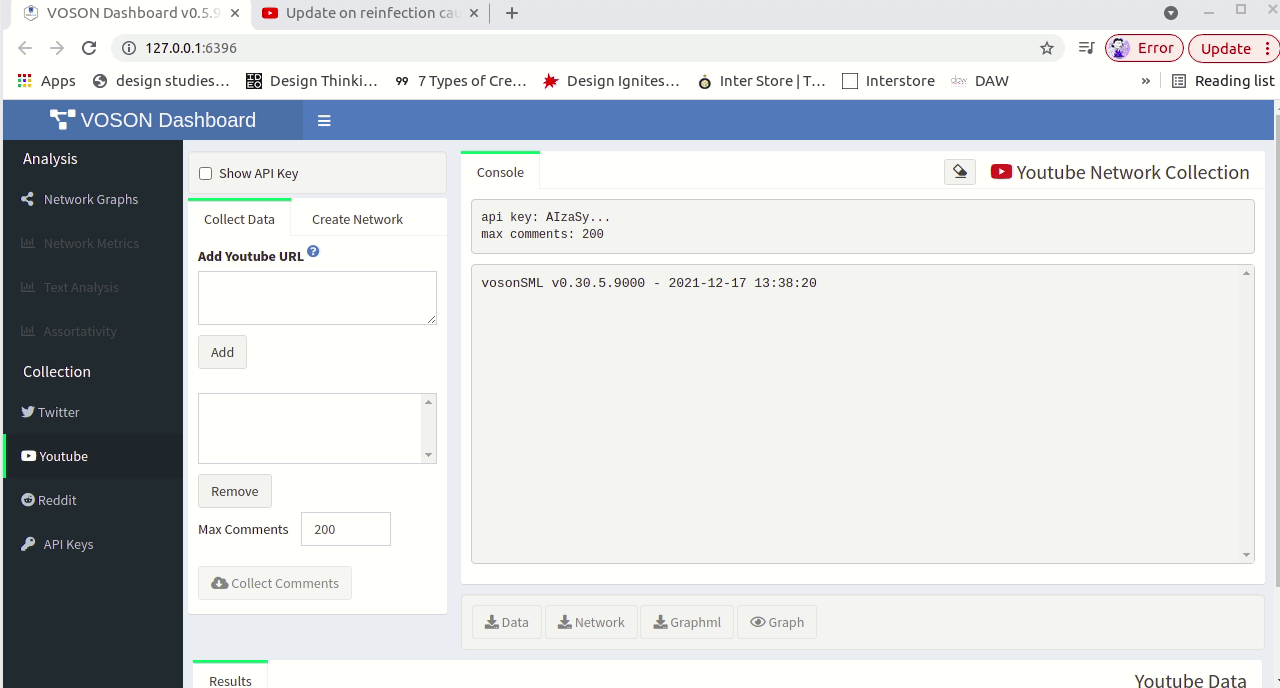 VOSON Dashboard v0.5.9
Update on reinfection cau
127.0.0.1:6396
Error
Update
Apps
design studies…
Design Thinki…
7 Types of Cre…
Design Ignites…
Inter Store | T…
Interstore
DAW
»
Reading list
VOSON Dashboard
Analysis
Network Graphs
Network Metrics
Text Analysis
Assortativity
Collection
Twitter
Youtube
Reddit
API Keys
Show API Key
Collect Data
Create Network
Add Youtube URL
?
Add
Remove
Max Comments
200
Collect Comments
Console
Youtube Network Collection
api key: AIzaSy...
max comments: 200
vosonSML v0.30.5.9000 - 2021-12-17 13:38:20
Data
Network
Graphml
Graph
Results
Youtube Data